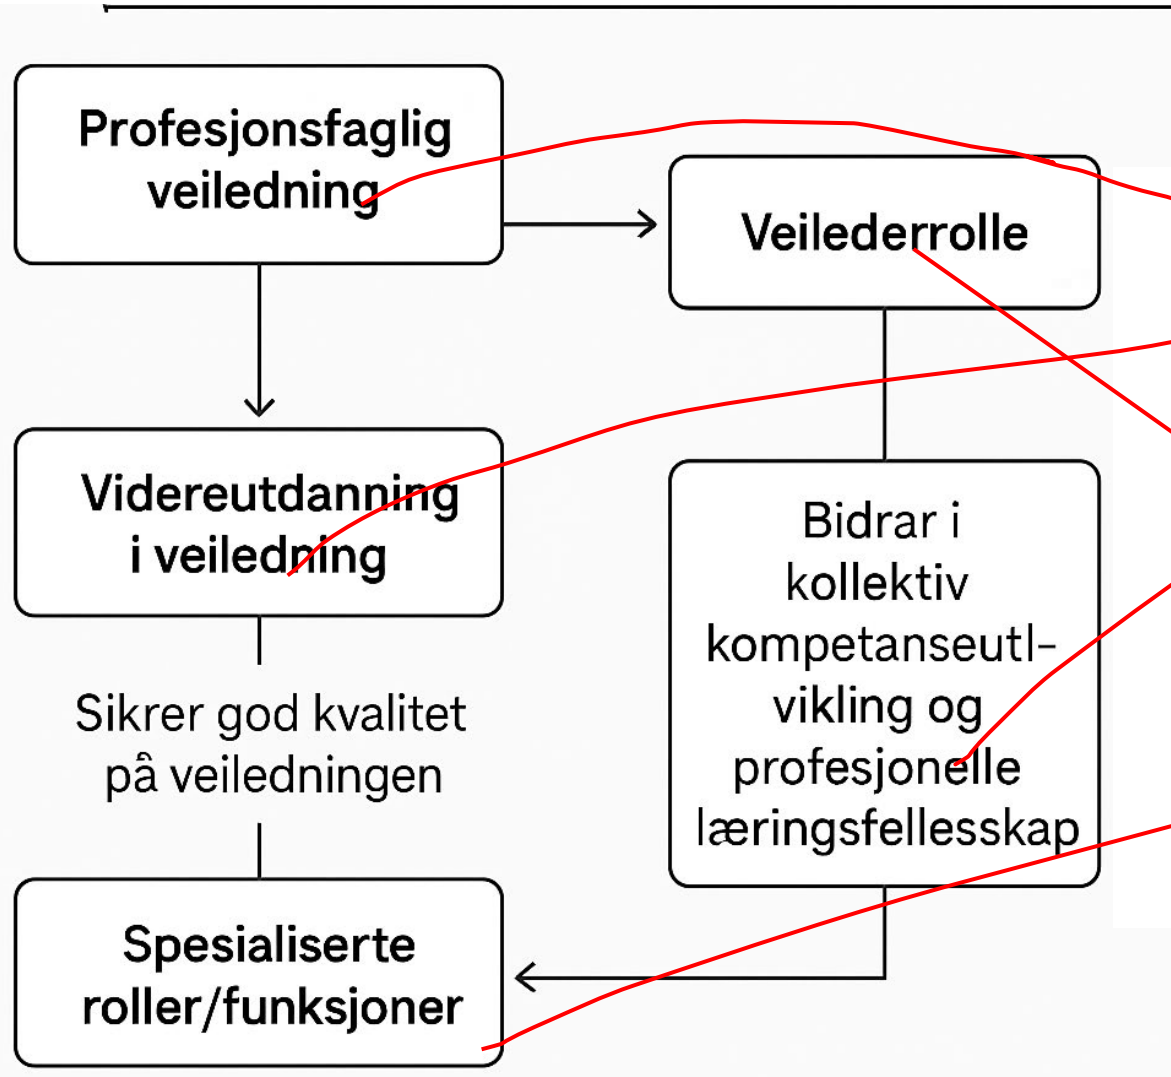 Profesjonsfaglig
veiledning
Veilederrolle
Videreutdanning
i veiledning
Bidrar i
kollektiv
kompetanseutl-
vikling og
profesjonelle
læringsfellesskap
Sikrer god kvalitet
på veiledningen
Spesialiserte
roller/funksjoner